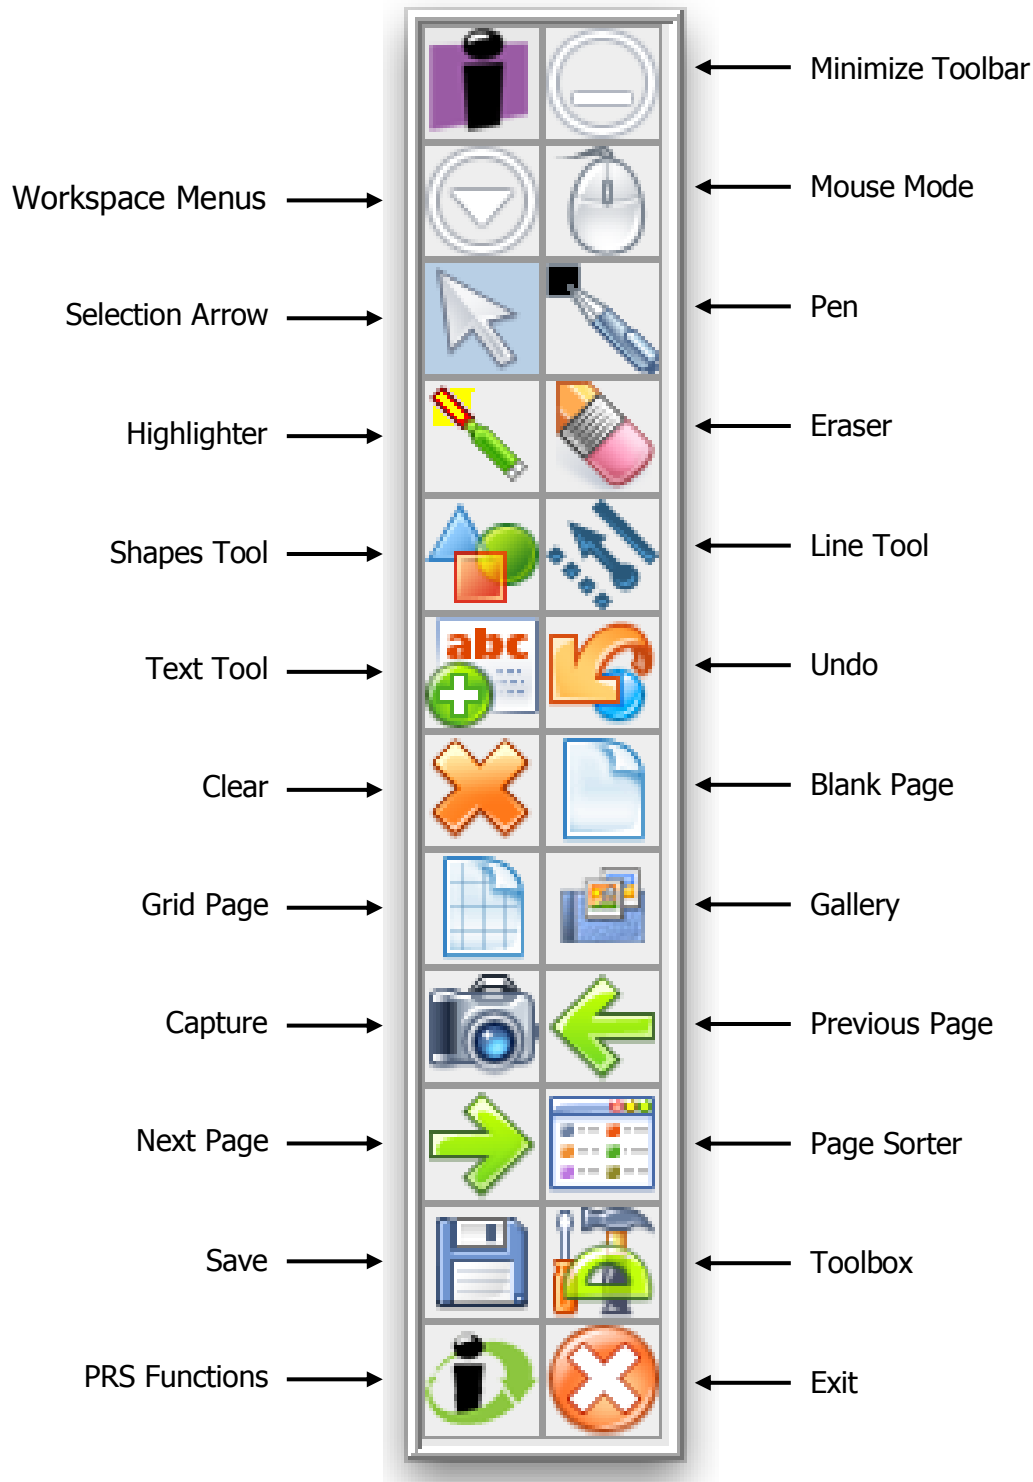 Minimize Toolbar
Workspace Menus
Mouse Mode
Selection Arrow
Pen
Highlighter
Eraser
Shapes Tool
Line Tool
abc
Text Tool
Undo
Clear
Blank Page
Grid Page
Gallery
Capture
Previous Page
Next Page
Page Sorter
Save
Toolbox
PRS Functions
Exit